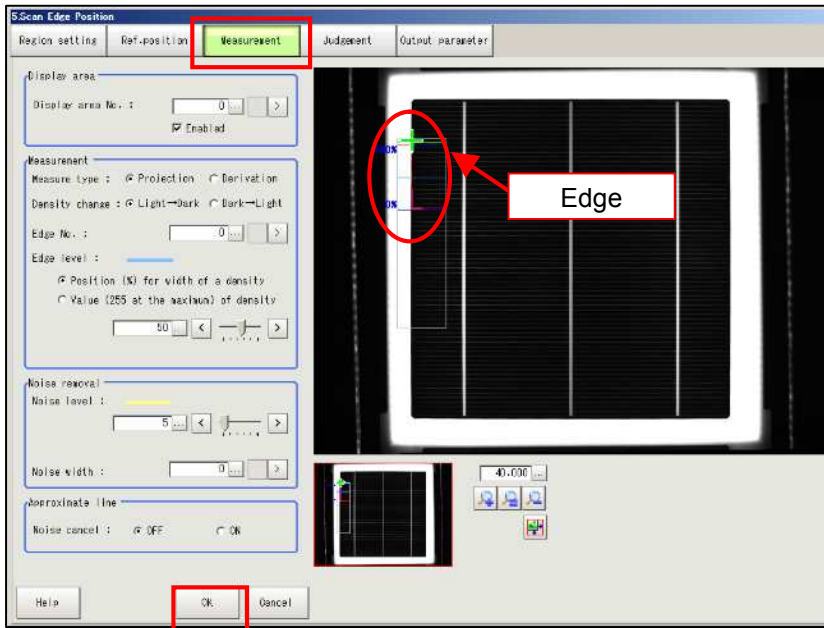 5.Scan Edge Position
Region setting Ref.position Measurement Judgement Output parameter
Display area
Display area No. : 0 ... >
Enabled
Measurement
Measure type : Projection Derivation
Density change : Light→Dark Dark→Light
Edge No. : 0 ... >
Edge level :
Position (%) for width of a density
Value (255 at the maximum) of density
50 ... < >
Noise removal
Noise level :
5 ... < >
Noise width : 0 ... >
Approximate line
Noise cancel : OFF ON
0%
0%
Edge
40.000 ...
Help OK Cancel